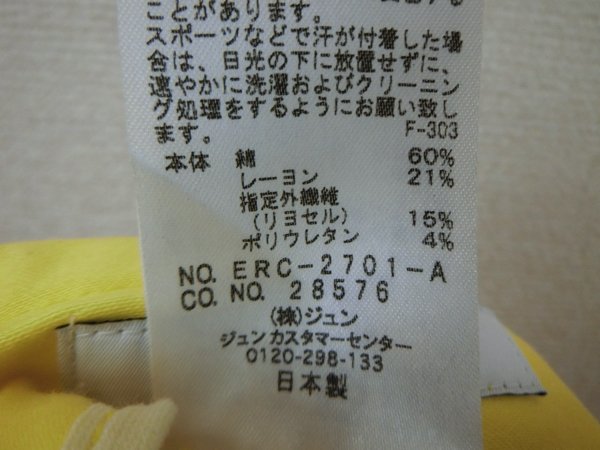 ことがあります。
スポーツなどで汗が付着した場
合は、日光の下に放置せずに、
速やかに洗濯およびクリーニン
グ処理をするようにお願い致し
ます。 F-303
本体 綿 60%
レーヨン 21%
指定外繊維
(リヨセル) 15%
ポリウレタン 4%
NO. ERC-2701-A
CO. NO. 28576
(株)ジュン
ジュンカスタマーセンター
0120-298-133
日本製